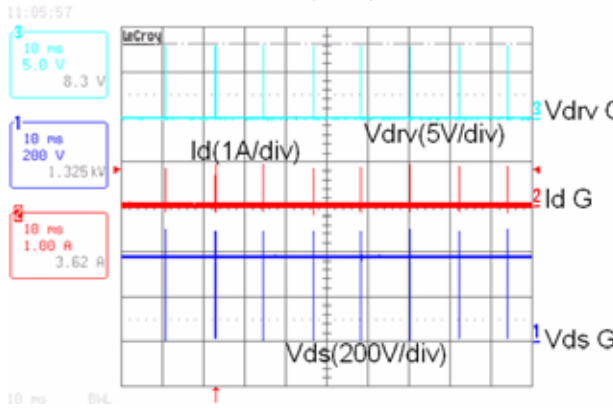 11:05:57
LeCroy
3
10 ms
5.0 V
8.3 V
1
10 ms
200 V
1.325 kV
2
10 ms
1.00 A
3.62 A
3 Vdrv G
Vdrv(5V/div)
Id(1A/div)
2 Id G
1 Vds G
Vds(200V/div)
10 ms BWL